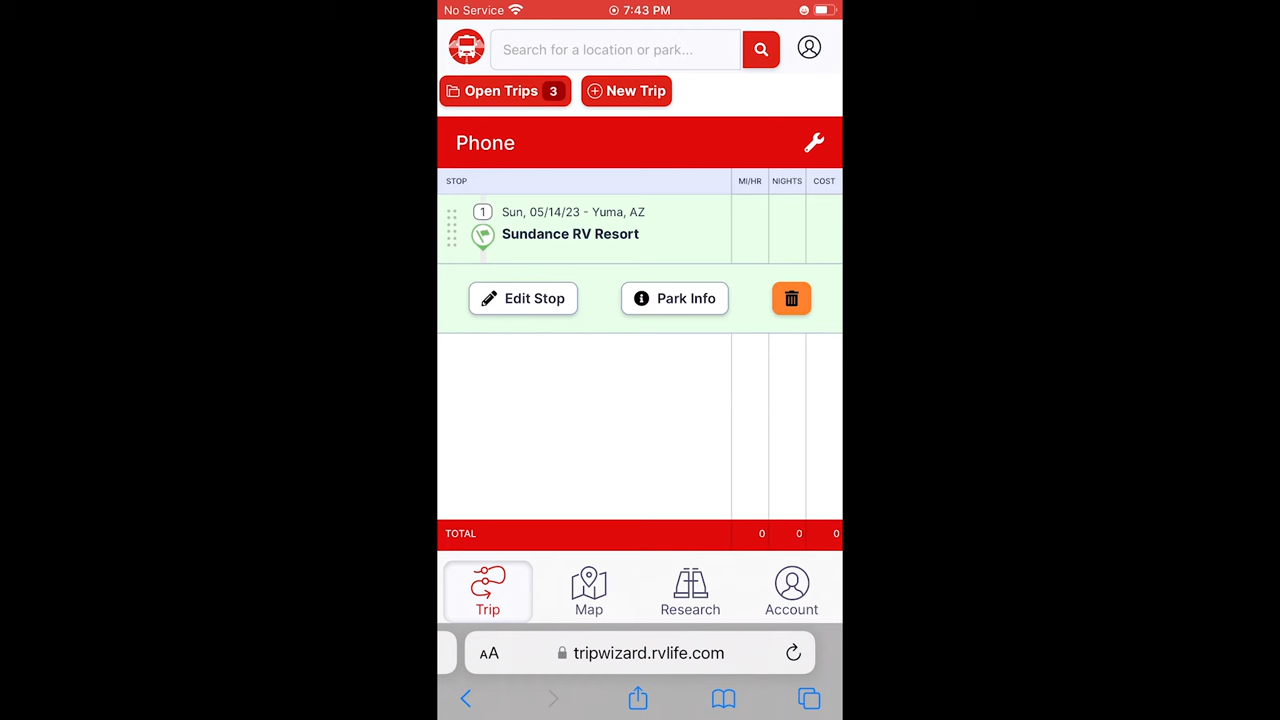 No Service 7:43 PM
Search for a location or park...
Open Trips 3 New Trip
Phone
STOP MI/HR NIGHTS COST
1 Sun, 05/14/23 - Yuma, AZ
Sundance RV Resort
Edit Stop Park Info
TOTAL 0 0 0
Trip Map Research Account
AA tripwizard.rvlife.com